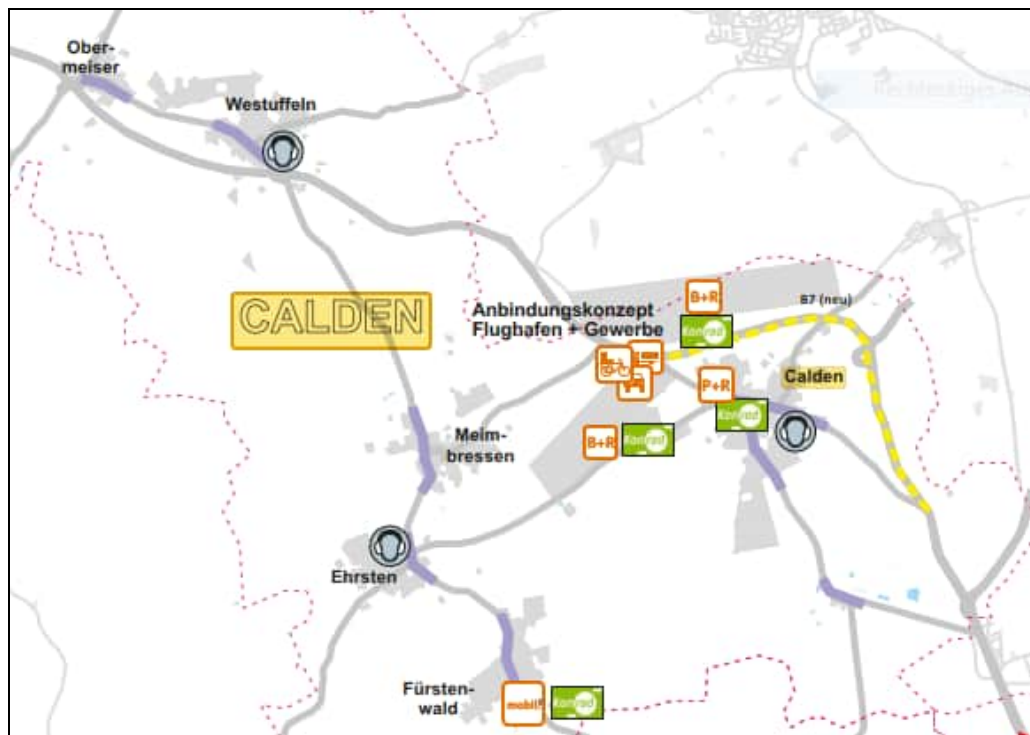 Ober-
meiser
Westuffeln
CALDEN
Anbindungskonzept
Flughafen + Gewerbe
B+R
Konrad
B7 (neu)
P+R
Calden
Konrad
Meim-
bressen
B+R
Konrad
Ehrsten
Fürsten-
wald
mobil!
Konrad